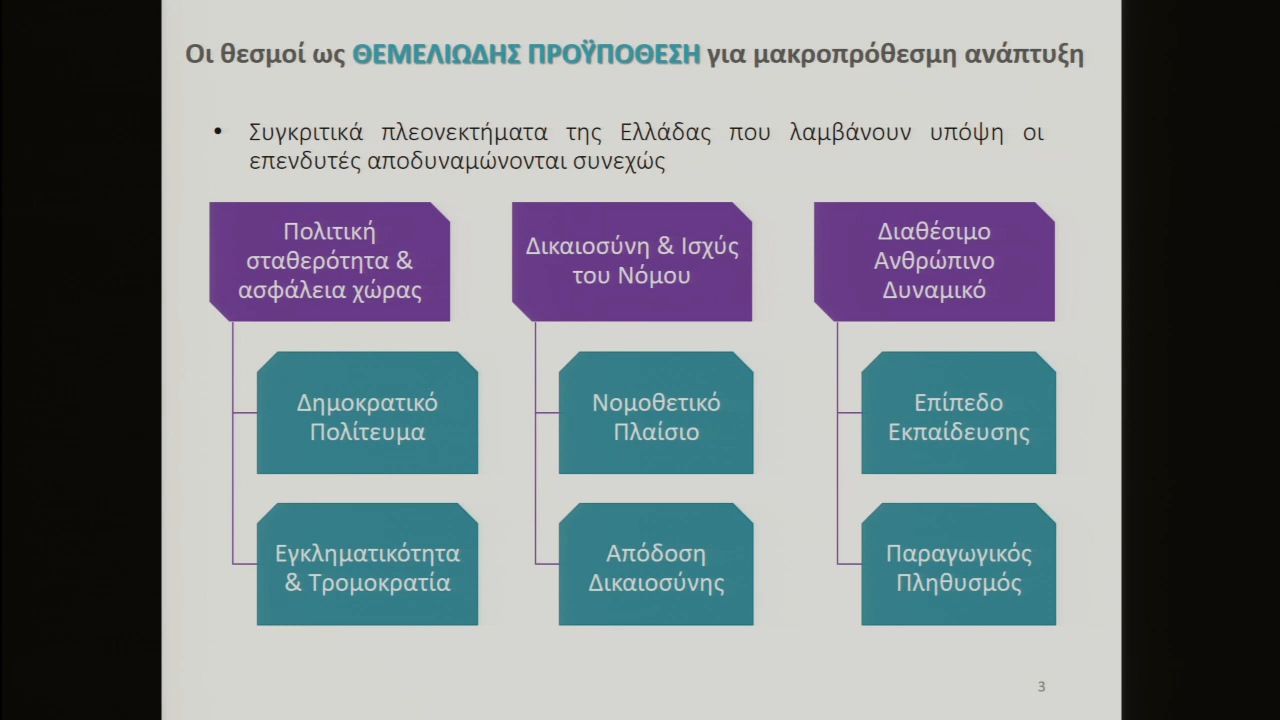 Οι θεσμοί ως ΘΕΜΕΛΙΩΔΗΣ ΠΡΟΫΠΟΘΕΣΗ για μακροπρόθεσμη ανάπτυξη
• Συγκριτικά πλεονεκτήματα της Ελλάδας που λαμβάνουν υπόψη οι
επενδυτές αποδυναμώνονται συνεχώς
Πολιτική
σταθερότητα &
ασφάλεια χώρας
Δημοκρατικό
Πολίτευμα
Εγκληματικότητα
& Τρομοκρατία
Δικαιοσύνη & Ισχύς
του Νόμου
Νομοθετικό
Πλαίσιο
Απόδοση
Δικαιοσύνης
Διαθέσιμο
Ανθρώπινο
Δυναμικό
Επίπεδο
Εκπαίδευσης
Παραγωγικός
Πληθυσμός
3